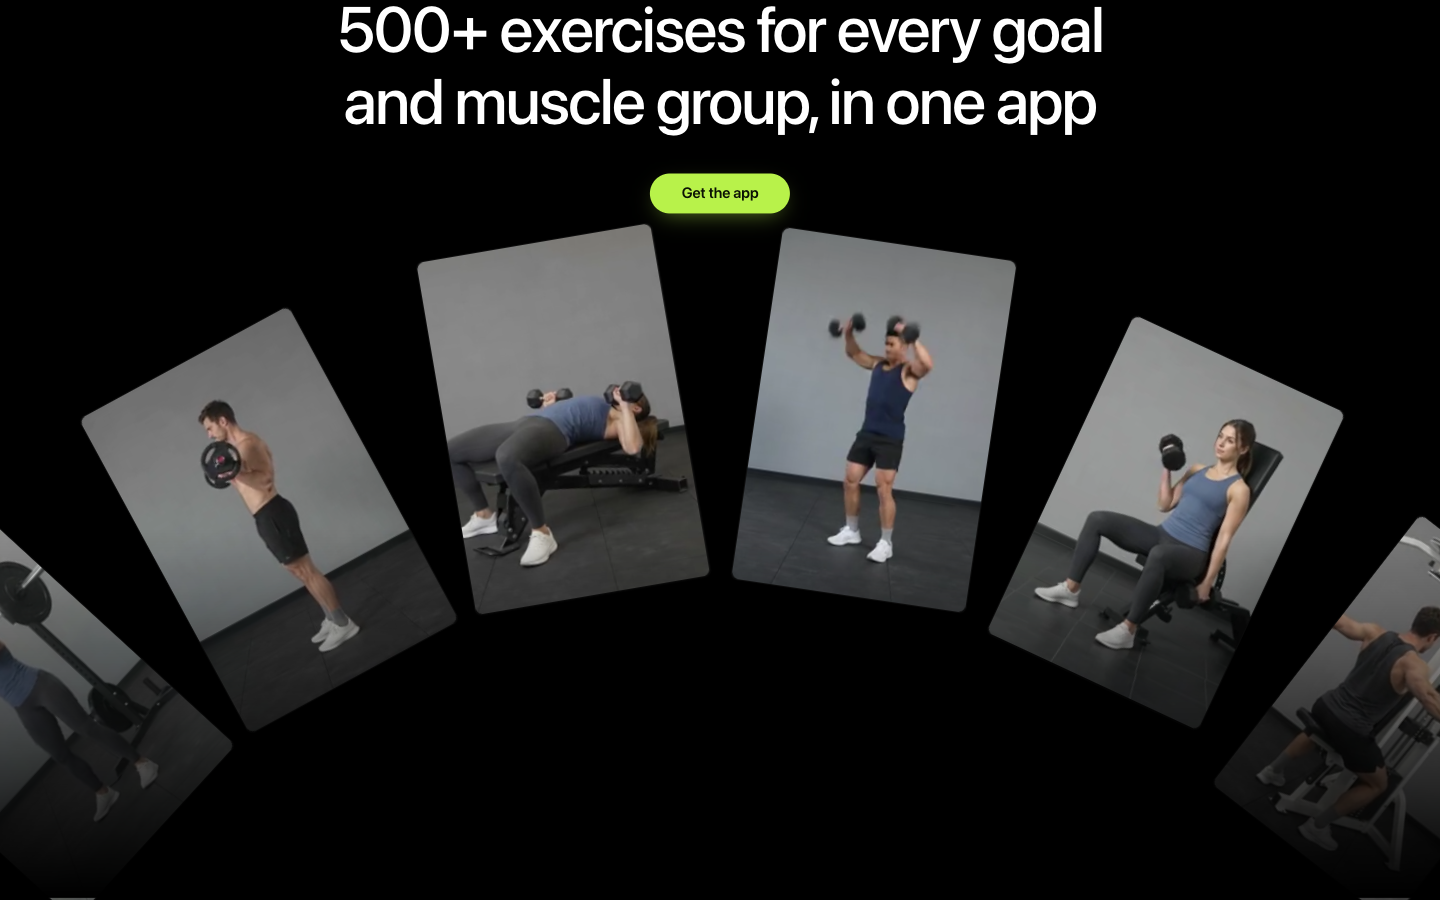 500+ exercises for every goal
and muscle group, in one app
Get the app